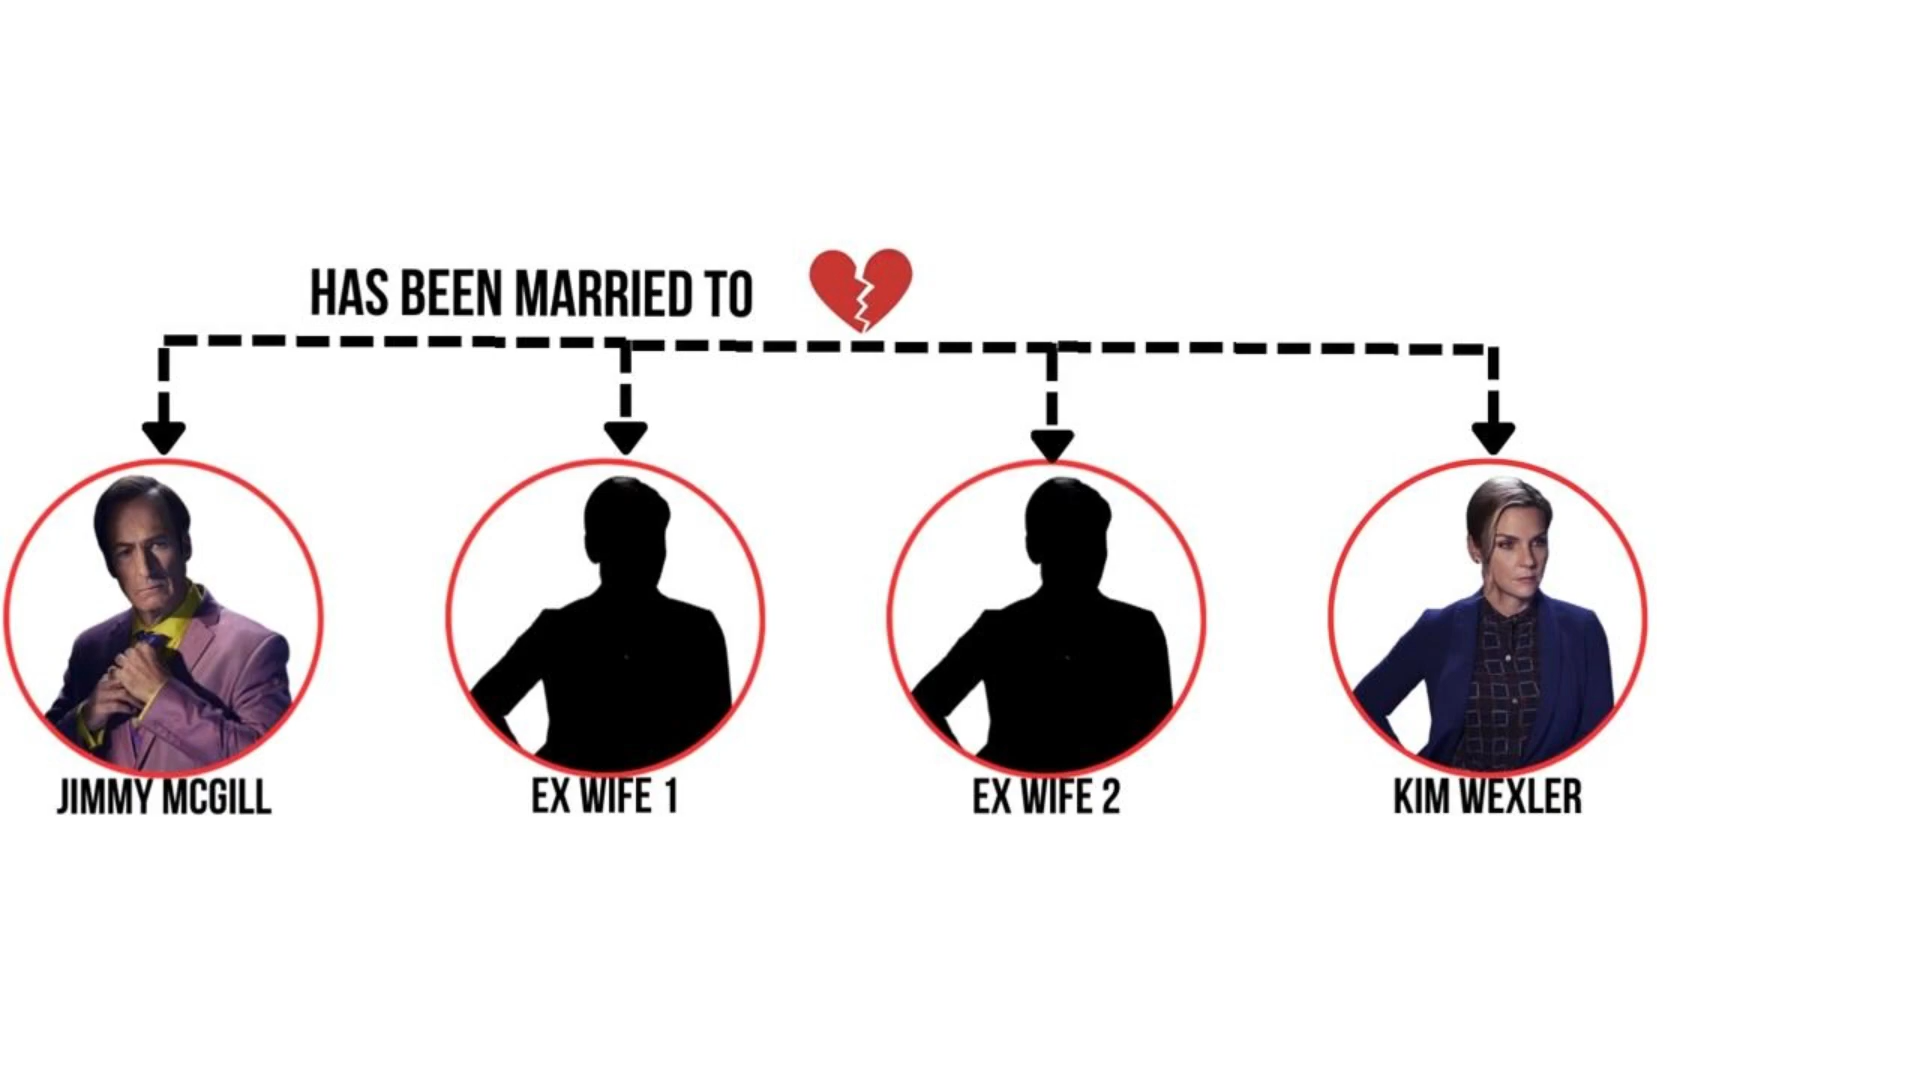 HAS BEEN MARRIED TO
JIMMY MCGILL
EX WIFE 1
EX WIFE 2
KIM WEXLER